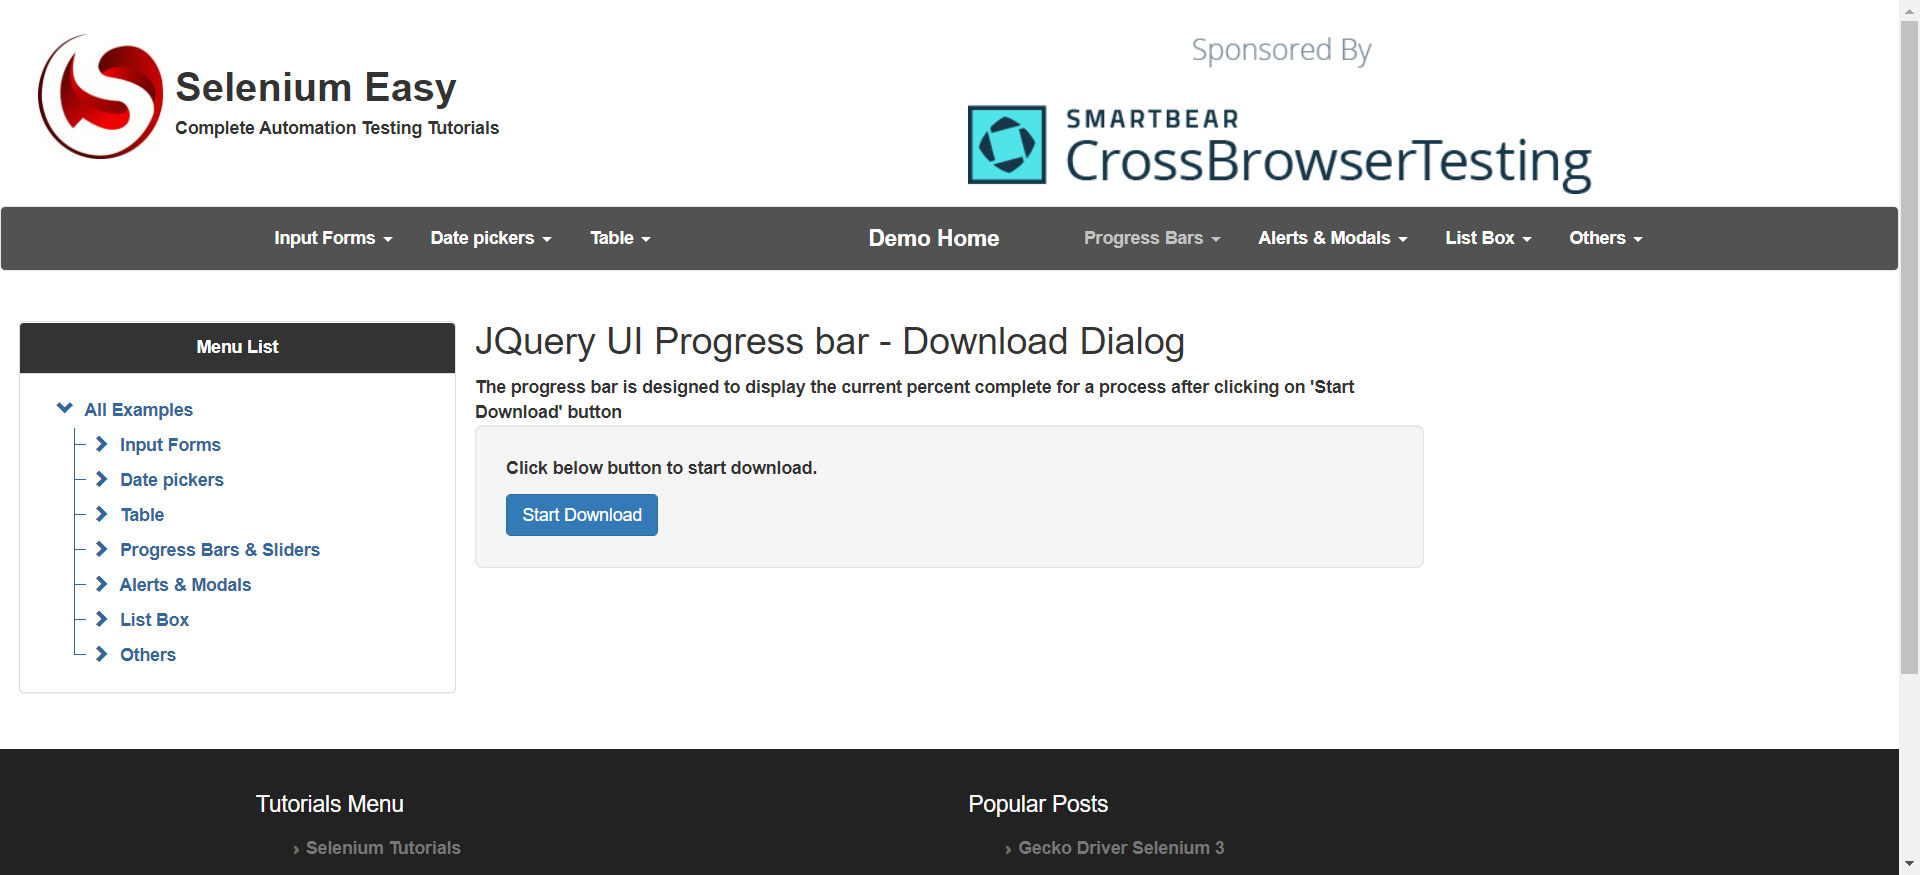 Selenium Easy
Complete Automation Testing Tutorials
Sponsored By
SMARTBEAR
CrossBrowserTesting
Input Forms Date pickers Table Demo Home Progress Bars Alerts & Modals List Box Others
Menu List
All Examples
Input Forms
Date pickers
Table
Progress Bars & Sliders
Alerts & Modals
List Box
Others
JQuery UI Progress bar - Download Dialog
The progress bar is designed to display the current percent complete for a process after clicking on 'Start
Download' button
Click below button to start download.
Start Download
Tutorials Menu
› Selenium Tutorials
Popular Posts
› Gecko Driver Selenium 3